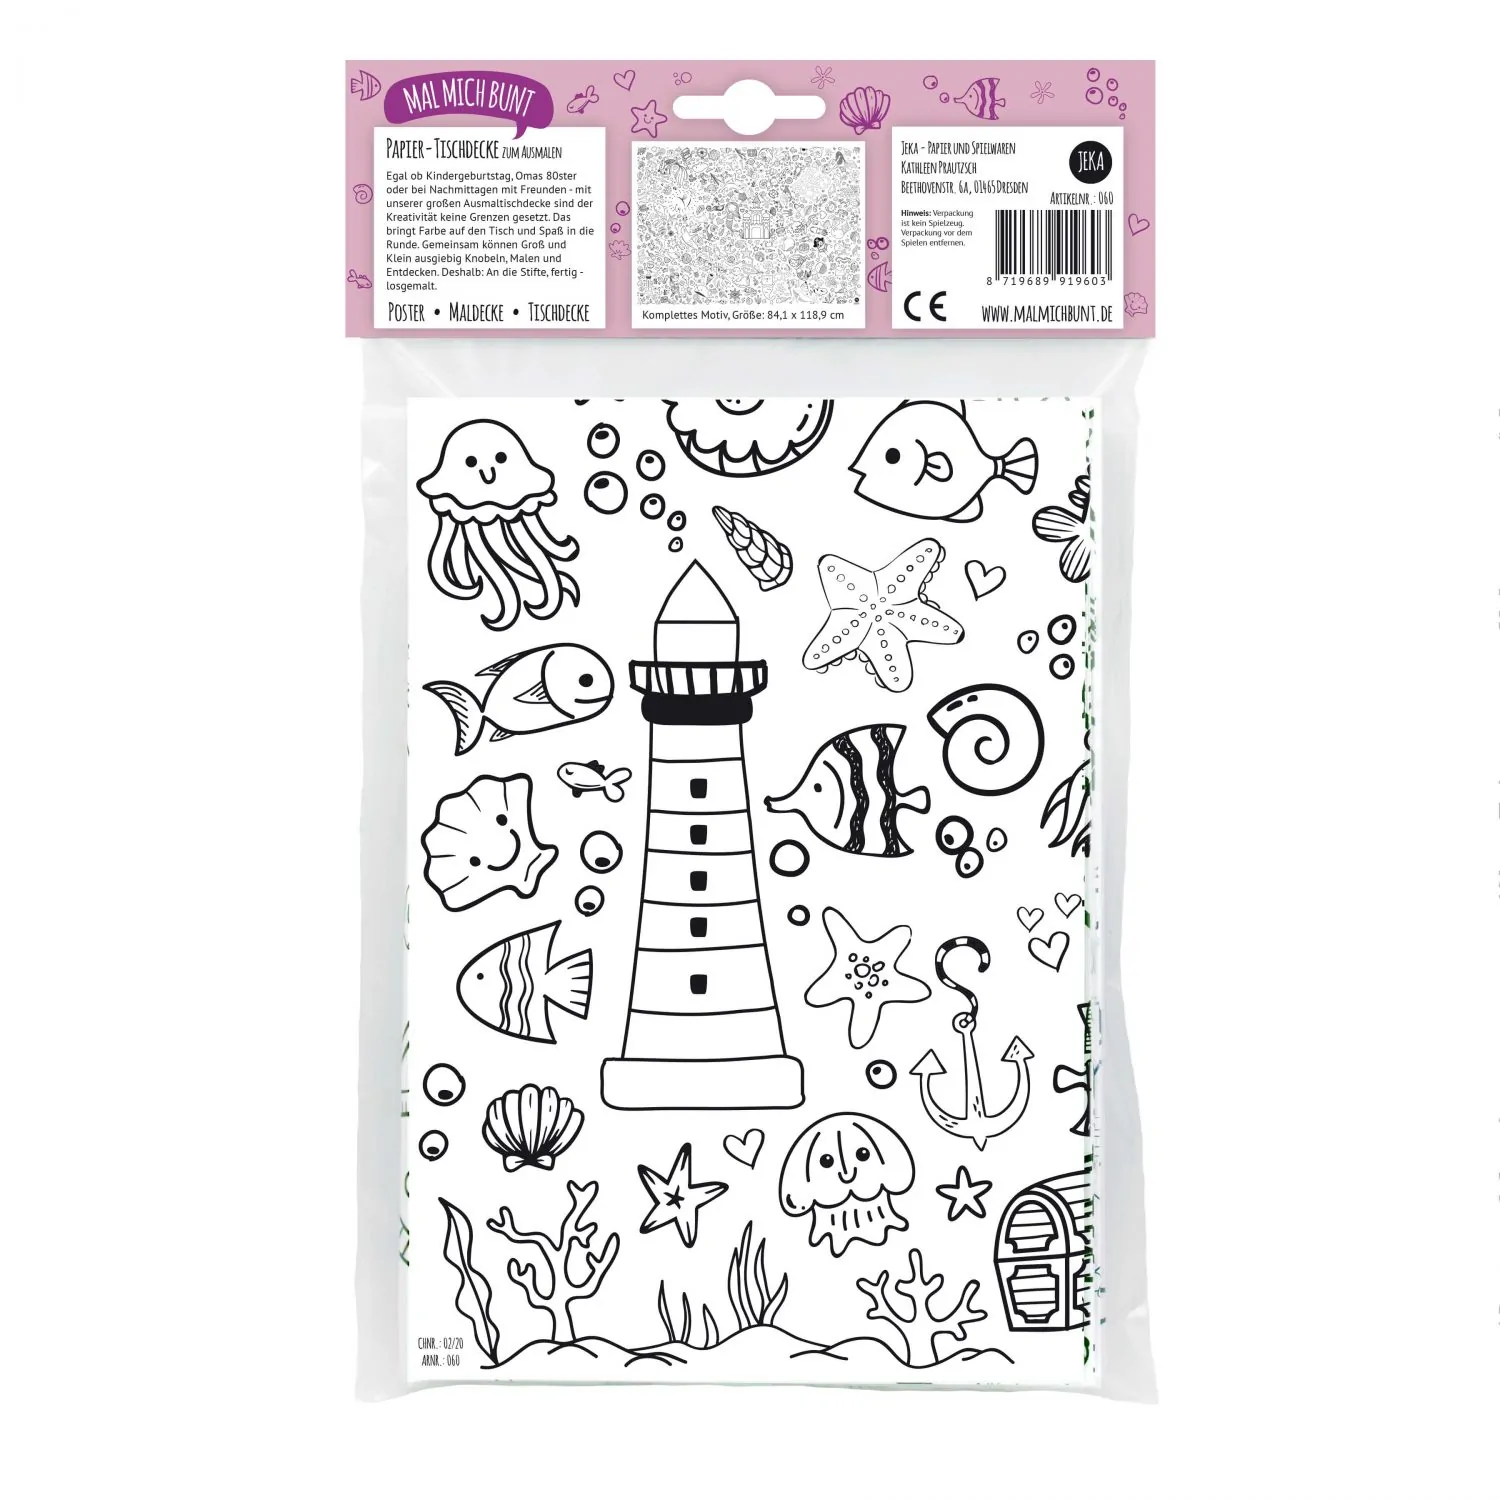 MAL MICH BUNT
PAPIER-TISCHDECKE ZUM AUSMALEN
Egal ob Kindergeburtstag, Omas 80ster
oder bei Nachmittagen mit Freunden - mit
unserer großen Ausmaltischdecke sind der
Kreativität keine Grenzen gesetzt. Das
bringt Farbe auf den Tisch und Spaß in die
Runde. Gemeinsam können Groß und
Klein ausgiebig Knobeln, Malen und
Entdecken. Deshalb: An die Stifte, fertig -
losgemalt.
POSTER • MALDECKE • TISCHDECKE
Komplettes Motiv, Größe: 84,1 x 118,9 cm
JEKA - PAPIER UND SPIELWAREN
KATHLEEN PRAUTZSCH
BEETHOVENSTR. 6A, 01465 DRESDEN
JEKA
ARTIKELNR.: 060
Hinweis: Verpackung
ist kein Spielzeug.
Verpackung vor dem
Spielen entfernen.
8 719689 919603
CE
WWW.MALMICHBUNT.DE
CHNR.: 02/20
ARNR.: 060